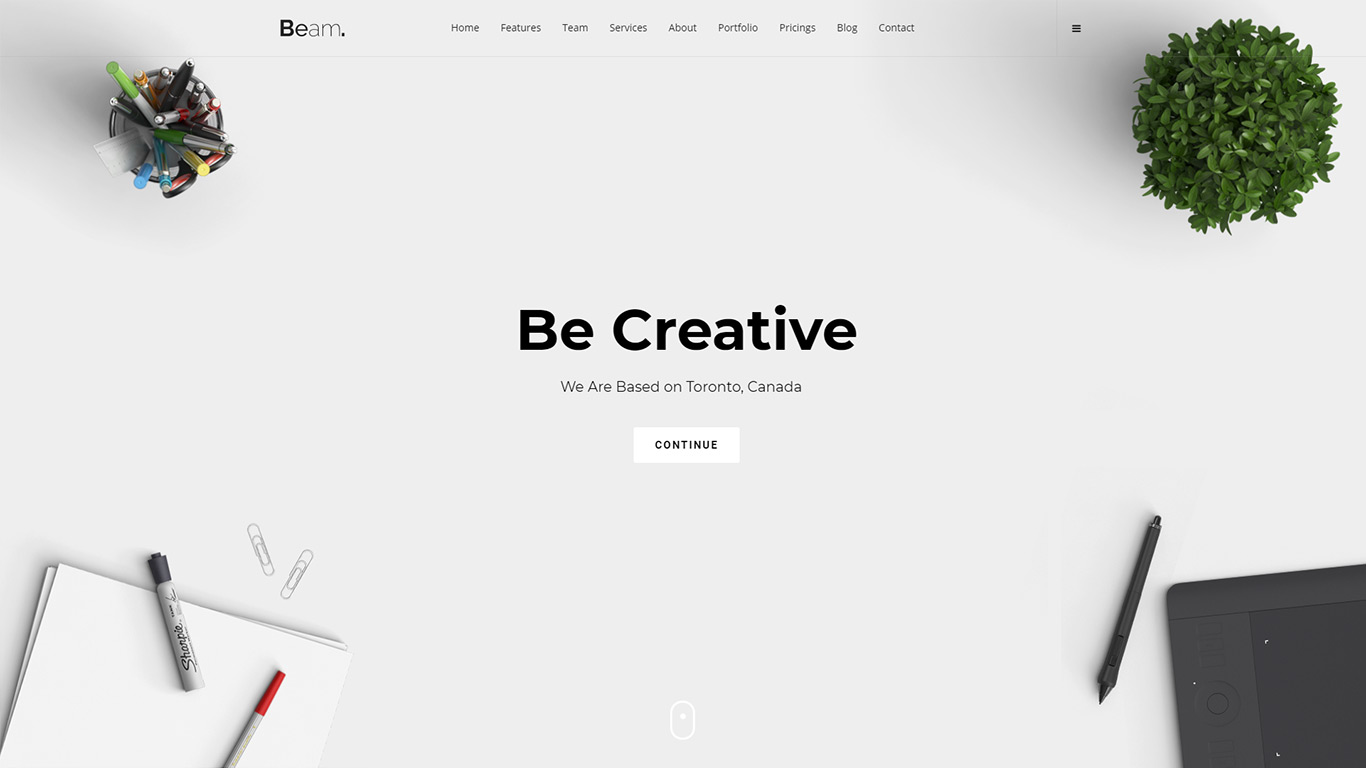 Beam.
Home Features Team Services About Portfolio Pricings Blog Contact
Be Creative
We Are Based on Toronto, Canada
CONTINUE
Sharpie